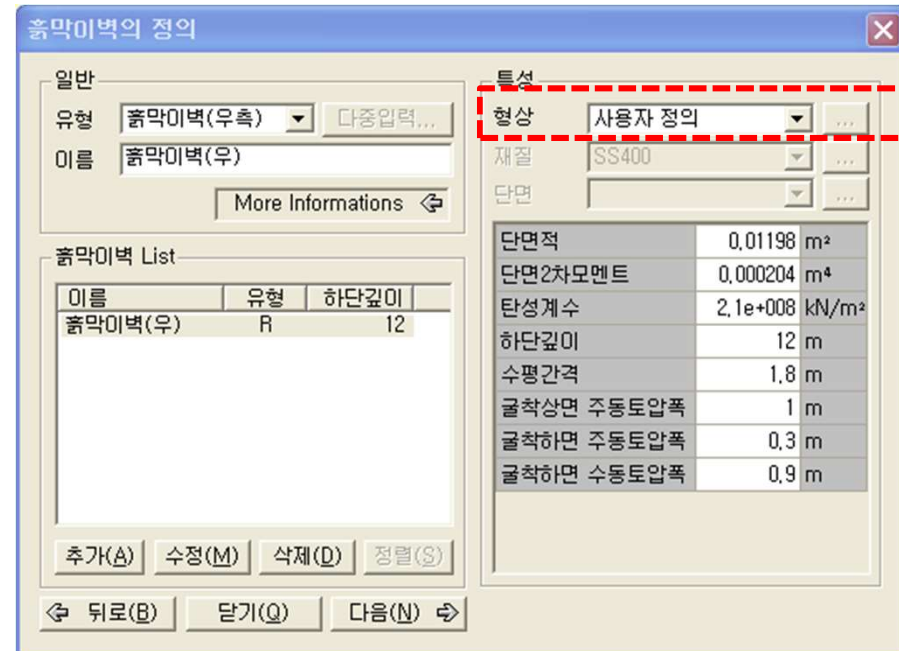 흙막이벽의 정의
일반
유형 흙막이벽(우측) 다중입력...
이름 흙막이벽(우)
More Informations
흙막이벽 List
이름 유형 하단깊이
흙막이벽(우) R 12
추가(A) 수정(M) 삭제(D) 정렬(S)
뒤로(B) 닫기(Q) 다음(N)
특성
형상 사용자 정의 ...
재질 SS400 ...
단면 ...
단면적 0,01198 m²
단면2차모멘트 0,000204 m⁴
탄성계수 2,1e+008 kN/m²
하단깊이 12 m
수평간격 1,8 m
굴착상면 주동토압폭 1 m
굴착하면 주동토압폭 0,3 m
굴착하면 수동토압폭 0,9 m